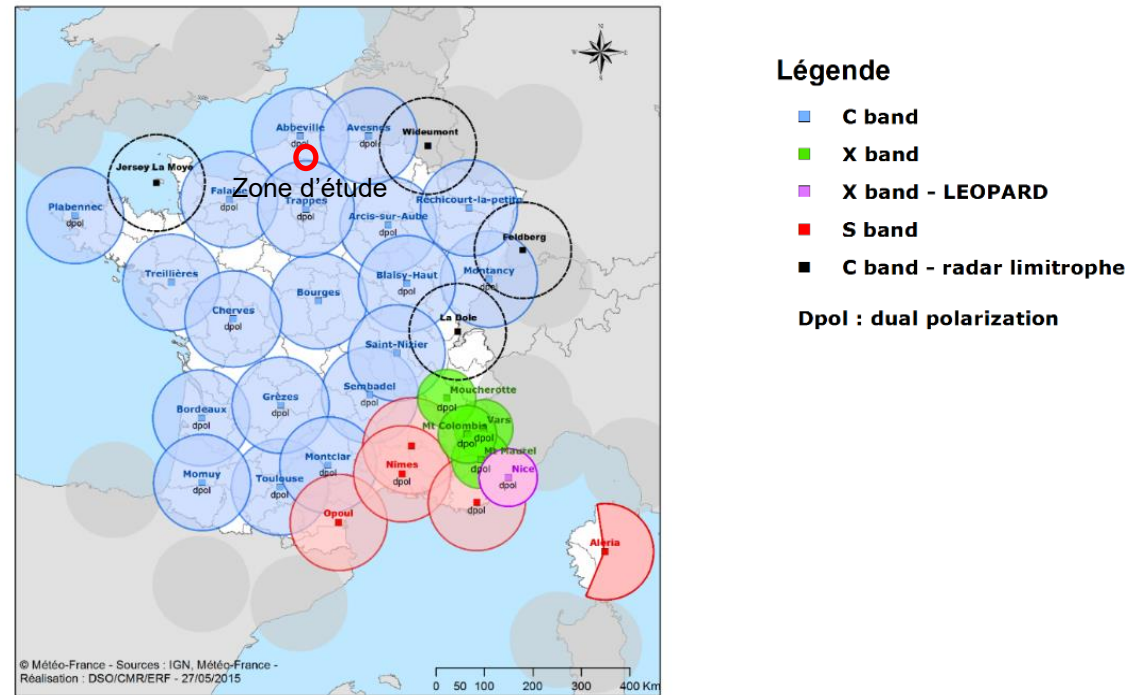 N
W
E
S
Abbeville
dpol
Avesnes
dpol
Wideumont
Jersey La Moye
Zone d’étude
Plabennec
dpol
Trappes
dpol
Réchicourt-la-petite
Arcis-sur-Aube
dpol
Feldberg
Treillières
Blaisy-Haut
dpol
Montancy
dpol
Bourges
Cherves
dpol
La Dole
Saint-Nizier
Sembadel
dpol
Moucherotte
dpol
Grèzes
dpol
Bordeaux
dpol
Mt Colombis
dpol
Vars
dpol
Mt Maurel
Montclar
dpol
Nîmes
dpol
Nice
dpol
Momuy
dpol
Toulouse
dpol
dpol
Opoul
Aleria
© Météo-France - Sources : IGN, Météo-France -
Réalisation : DSO/CMR/ERF - 27/05/2015
0 50 100 200 300 400 Km
Légende
C band
X band
X band - LEOPARD
S band
C band - radar limitrophe
Dpol : dual polarization